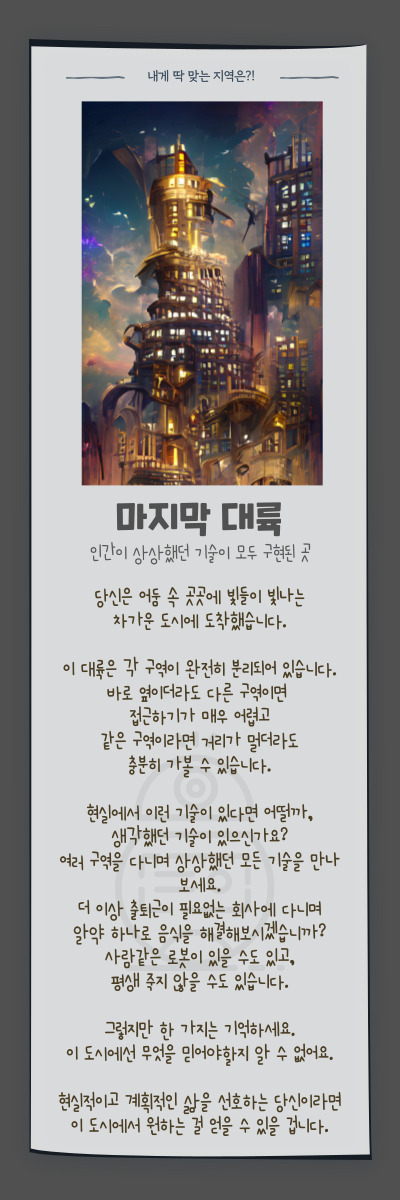 내게 딱 맞는 지역은?!
마지막 대륙
인간이 상상했던 기술이 모두 구현된 곳
당신은 어둠 속 곳곳에 빛들이 빛나는
차가운 도시에 도착했습니다.
이 대륙은 각 구역이 완전히 분리되어 있습니다.
바로 옆이더라도 다른 구역이면
접근하기가 매우 어렵고
같은 구역이라면 거리가 멀더라도
충분히 가볼 수 있습니다.
현실에서 이런 기술이 있다면 어떨까,
생각했던 기술이 있으신가요?
여러 구역을 다니며 상상했던 모든 기술을 만나
보세요.
더 이상 출퇴근이 필요없는 회사에 다니며
알약 하나로 음식을 해결해보시겠습니까?
사람같은 로봇이 있을 수도 있고,
평생 죽지 않을 수도 있습니다.
그렇지만 한 가지는 기억하세요.
이 도시에선 무엇을 믿어야할지 알 수 없어요.
현실적이고 계획적인 삶을 선호하는 당신이라면
이 도시에서 원하는 걸 얻을 수 있을 겁니다.